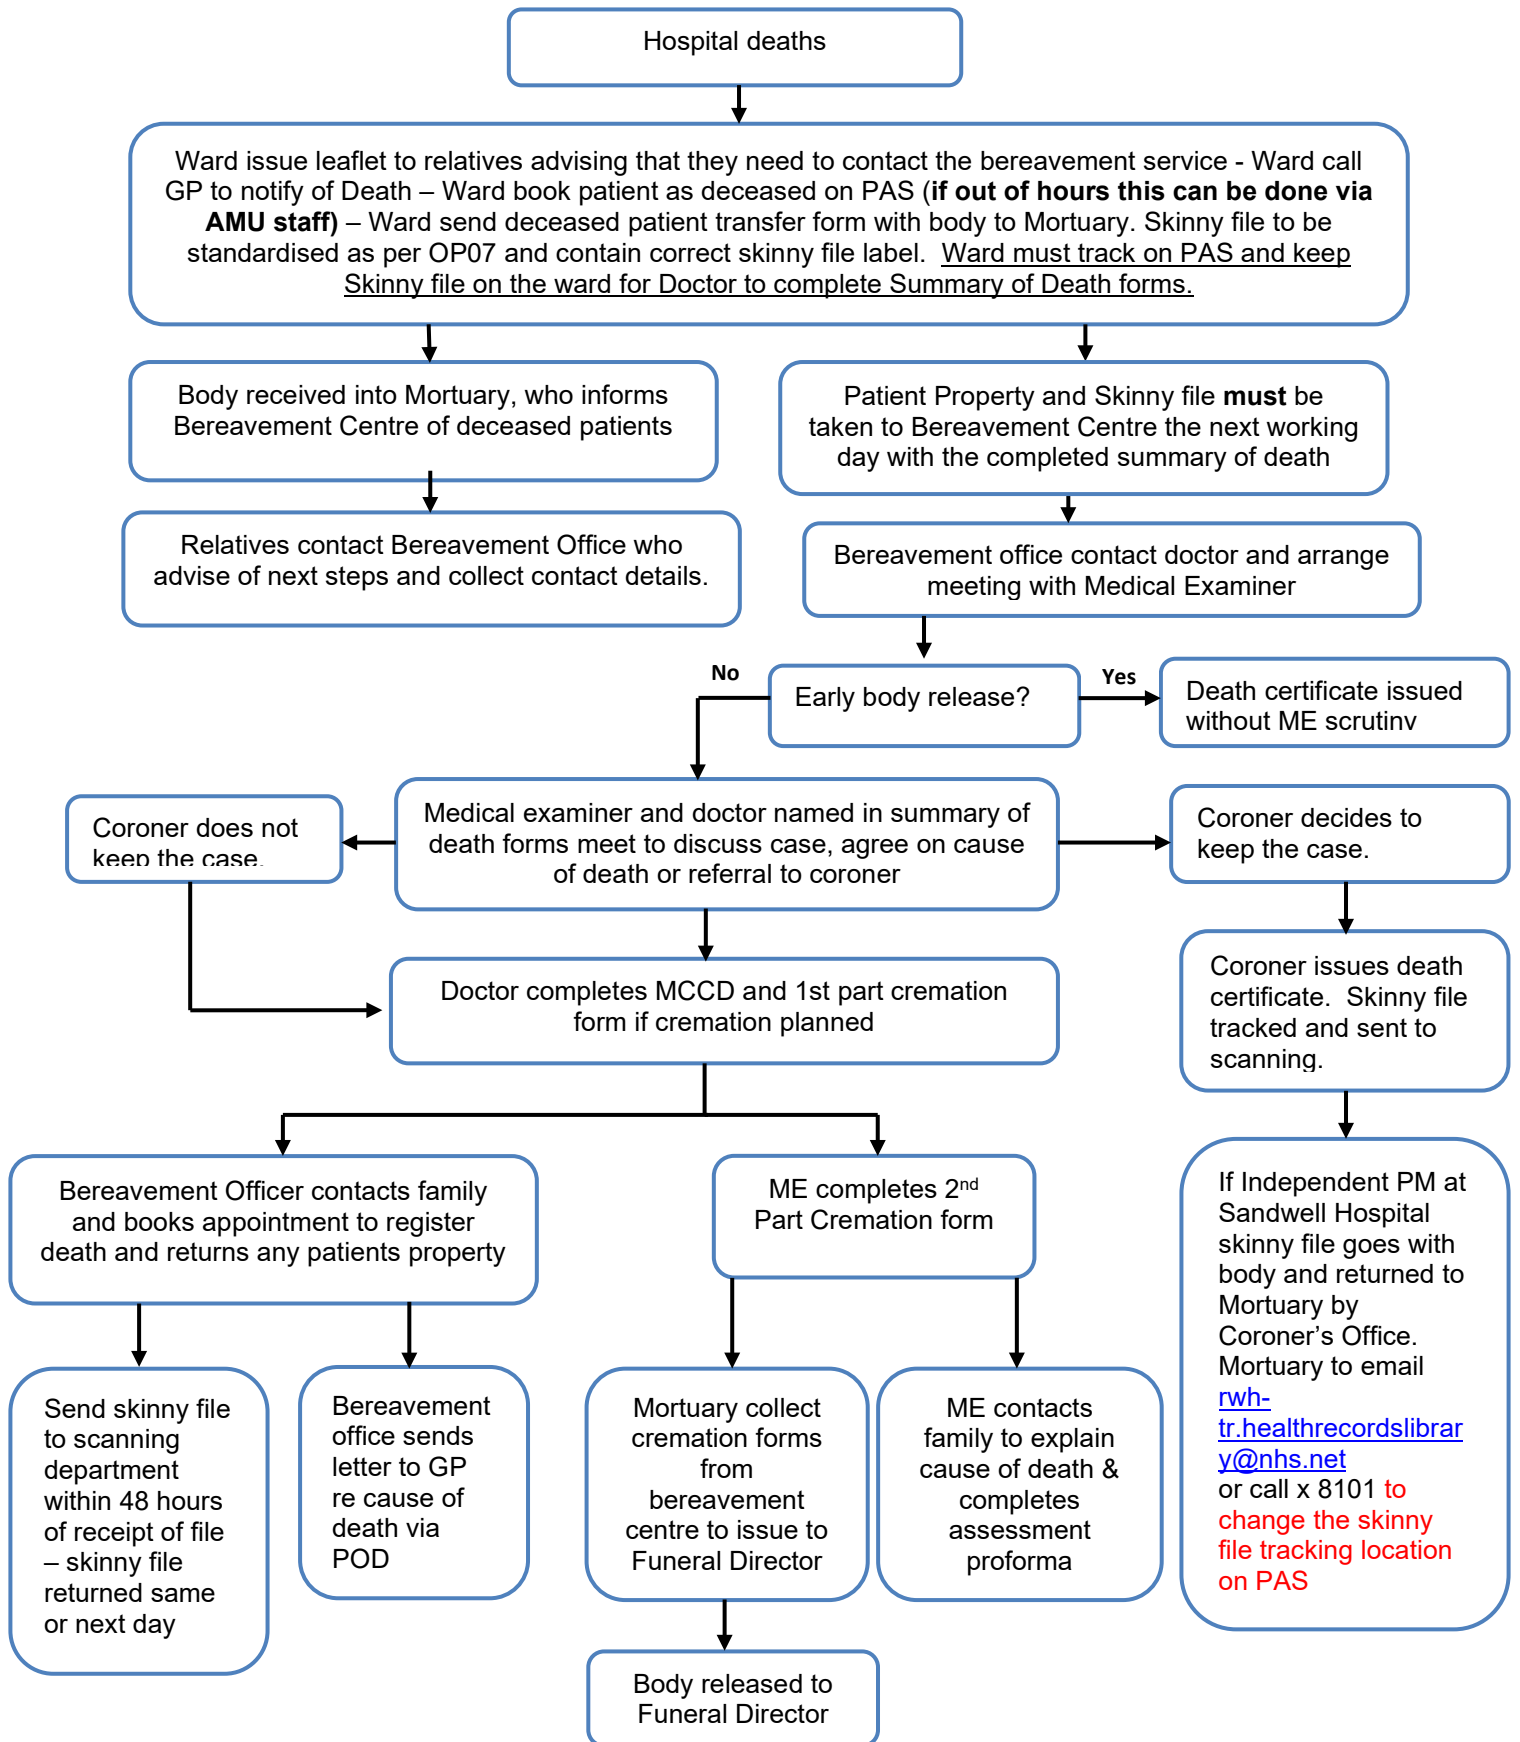 Hospital deaths
Ward issue leaflet to relatives advising that they need to contact the bereavement service - Ward call
GP to notify of Death – Ward book patient as deceased on PAS (if out of hours this can be done via
AMU staff) – Ward send deceased patient transfer form with body to Mortuary. Skinny file to be
standardised as per OP07 and contain correct skinny file label.  Ward must track on PAS and keep
Skinny file on the ward for Doctor to complete Summary of Death forms.
Body received into Mortuary, who informs
Bereavement Centre of deceased patients
Patient Property and Skinny file must be
taken to Bereavement Centre the next working
day with the completed summary of death
Relatives contact Bereavement Office who
advise of next steps and collect contact details.
Bereavement office contact doctor and arrange
meeting with Medical Examiner
No
Early body release?
Yes
Death certificate issued
without ME scrutiny
Coroner does not
keep the case.
Medical examiner and doctor named in summary of
death forms meet to discuss case, agree on cause
of death or referral to coroner
Coroner decides to
keep the case.
Doctor completes MCCD and 1st part cremation
form if cremation planned
Coroner issues death
certificate.  Skinny file
tracked and sent to
scanning.
Bereavement Officer contacts family
and books appointment to register
death and returns any patients property
ME completes 2nd
Part Cremation form
If Independent PM at
Sandwell Hospital
skinny file goes with
body and returned to
Mortuary by
Coroner’s Office.
Mortuary to email
rwh-
tr.healthrecordslibrar
y@nhs.net
or call x 8101 to
change the skinny
file tracking location
on PAS
Send skinny file
to scanning
department
within 48 hours
of receipt of file
– skinny file
returned same
or next day
Bereavement
office sends
letter to GP
re cause of
death via
POD
Mortuary collect
cremation forms
from
bereavement
centre to issue to
Funeral Director
ME contacts
family to explain
cause of death &
completes
assessment
proforma
Body released to
Funeral Director